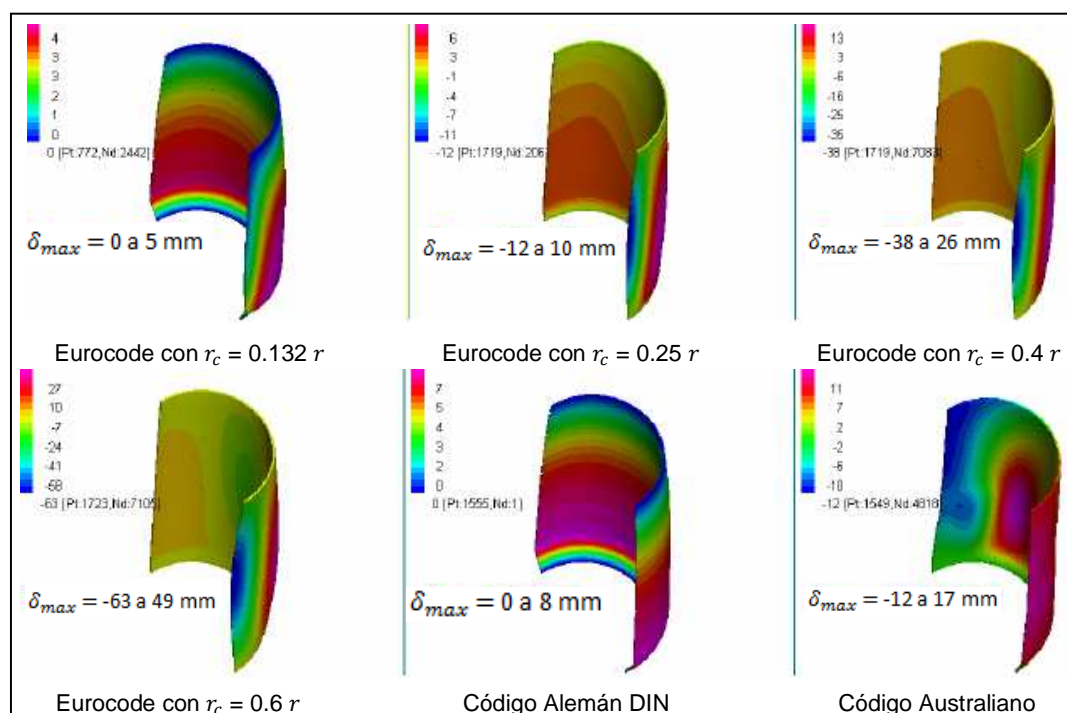 4
3
3
2
1
0
0 [Pt:772,Nd:2442]
δmax = 0 a 5 mm
Eurocode con rc = 0.132 r
6
3
-1
-4
-7
-11
-12 [Pt:1719,Nd:206
δmax = -12 a 10 mm
Eurocode con rc = 0.25 r
13
3
-6
-16
-25
-35
-38 [Pt:1719,Nd:7083]
δmax = -38 a 26 mm
Eurocode con rc = 0.4 r
27
10
-7
-24
-41
-58
-63 [Pt:1723,Nd:7105]
δmax = -63 a 49 mm
Eurocode con rc = 0.6 r
7
5
4
3
2
0
0 [Pt:1555,Nd:1]
δmax = 0 a 8 mm
Código Alemán DIN
11
7
2
-2
-6
-10
-12 [Pt:1549,Nd:4818]
δmax = -12 a 17 mm
Código Australiano